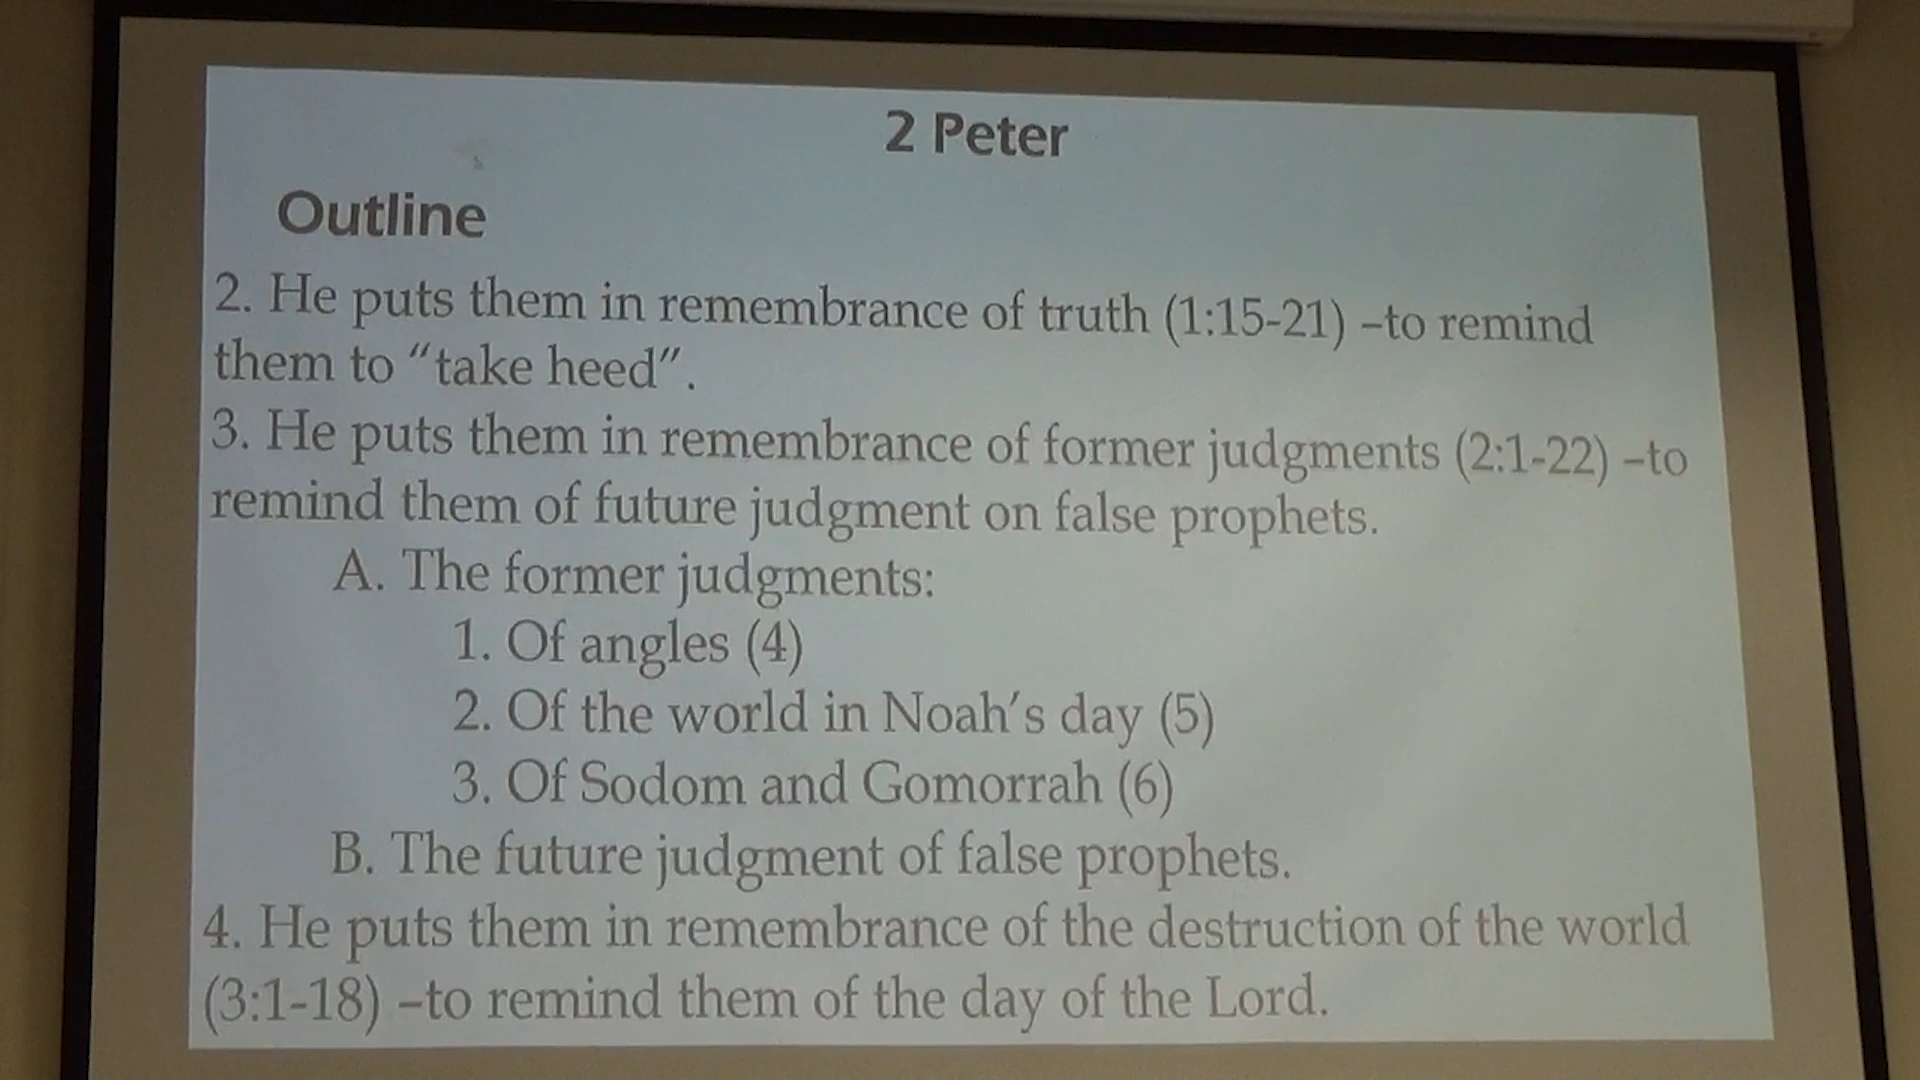 2 Peter
Outline
2. He puts them in remembrance of truth (1:15-21) –to remind
them to “take heed”.
3. He puts them in remembrance of former judgments (2:1-22) –to
remind them of future judgment on false prophets.
A. The former judgments:
1. Of angles (4)
2. Of the world in Noah’s day (5)
3. Of Sodom and Gomorrah (6)
B. The future judgment of false prophets.
4. He puts them in remembrance of the destruction of the world
(3:1-18) –to remind them of the day of the Lord.